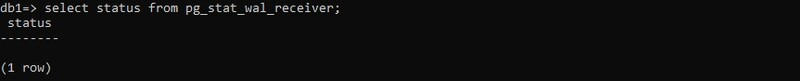 db1=> select status from pg_stat_wal_receiver;
 status
--------

(1 row)